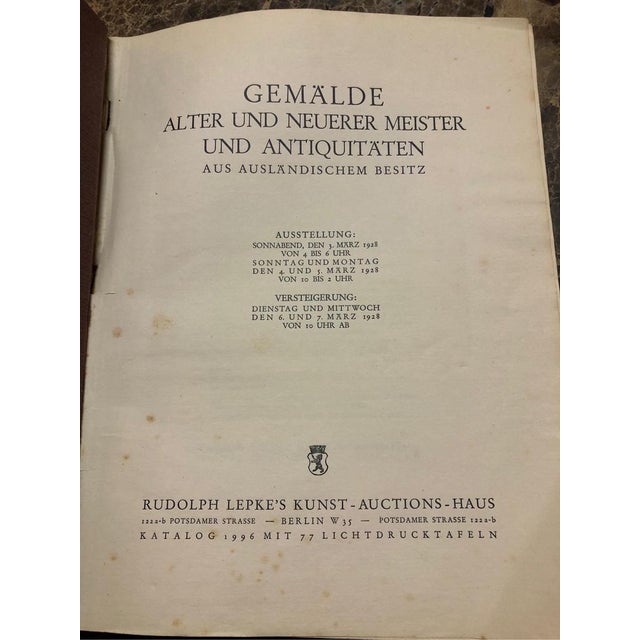 GEMÄLDE
ALTER UND NEUERER MEISTER
UND ANTIQUITÄTEN
AUS AUSLÄNDISCHEM BESITZ
AUSSTELLUNG:
SONNABEND, DEN 3. MÄRZ 1928
VON 4 BIS 6 UHR
SONNTAG UND MONTAG
DEN 4. UND 5. MÄRZ 1928
VON 10 BIS 2 UHR
VERSTEIGERUNG:
DIENSTAG UND MITTWOCH
DEN 6. UND 7. MÄRZ 1928
VON 10 UHR AB
RUDOLPH LEPKE'S KUNST-AUCTIONS-HAUS
122a-b POTSDAMER STRASSE — BERLIN W 35 — POTSDAMER STRASSE 122a-b
KATALOG 1996 MIT 77 LICHTDRUCKTAFELN